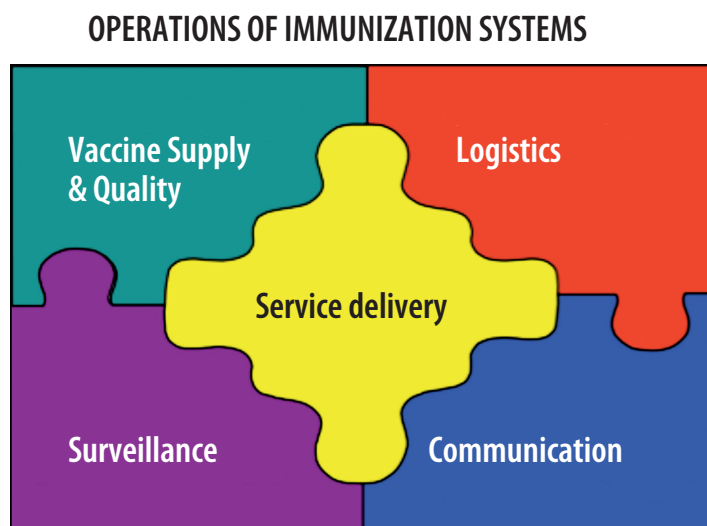 OPERATIONS OF IMMUNIZATION SYSTEMS
Vaccine Supply
& Quality
Logistics
Service delivery
Surveillance
Communication